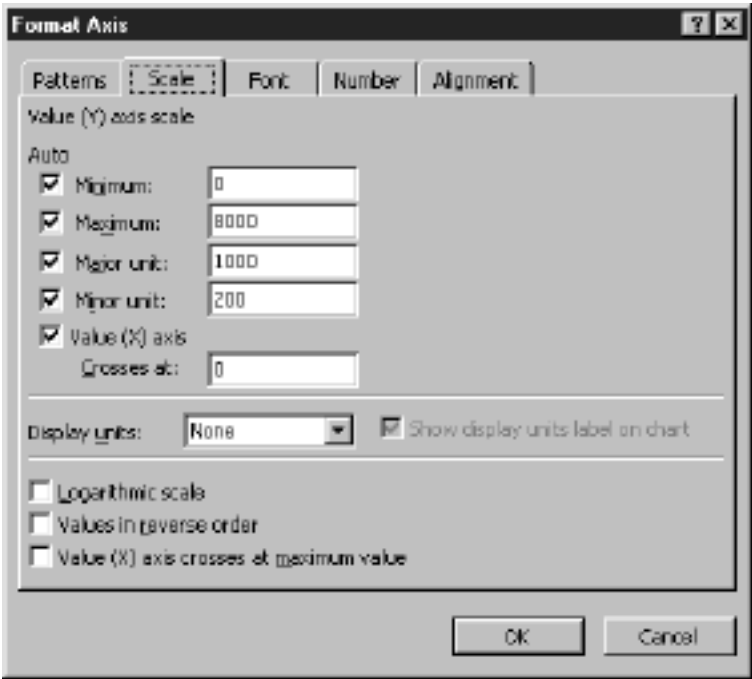 Format Axis
Patterns Scale Font Number Alignment
Value (Y) axis scale
Auto
Minimum: 0
Maximum: 8000
Major unit: 1000
Minor unit: 200
Value (X) axis
Crosses at: 0
Display units: None Show display units label on chart
Logarithmic scale
Values in reverse order
Value (X) axis crosses at maximum value
OK Cancel